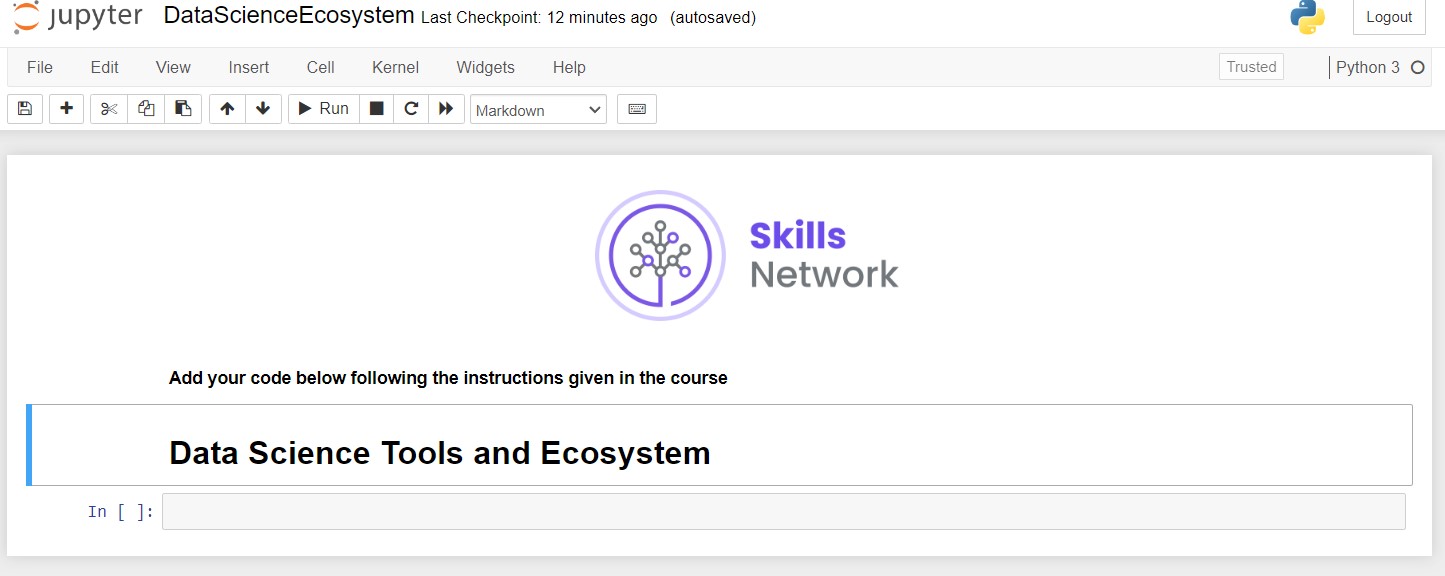 jupyter DataScienceEcosystem Last Checkpoint: 12 minutes ago (autosaved) Logout
File Edit View Insert Cell Kernel Widgets Help Trusted Python 3
Run Markdown
Skills
Network
Add your code below following the instructions given in the course
Data Science Tools and Ecosystem
In [ ]: